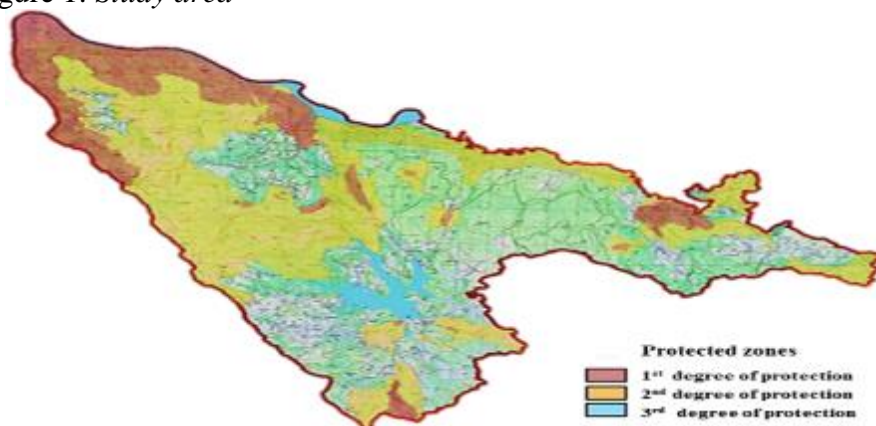 gure 1. Study area
Protected zones
1st degree of protection
2nd degree of protection
3rd degree of protection